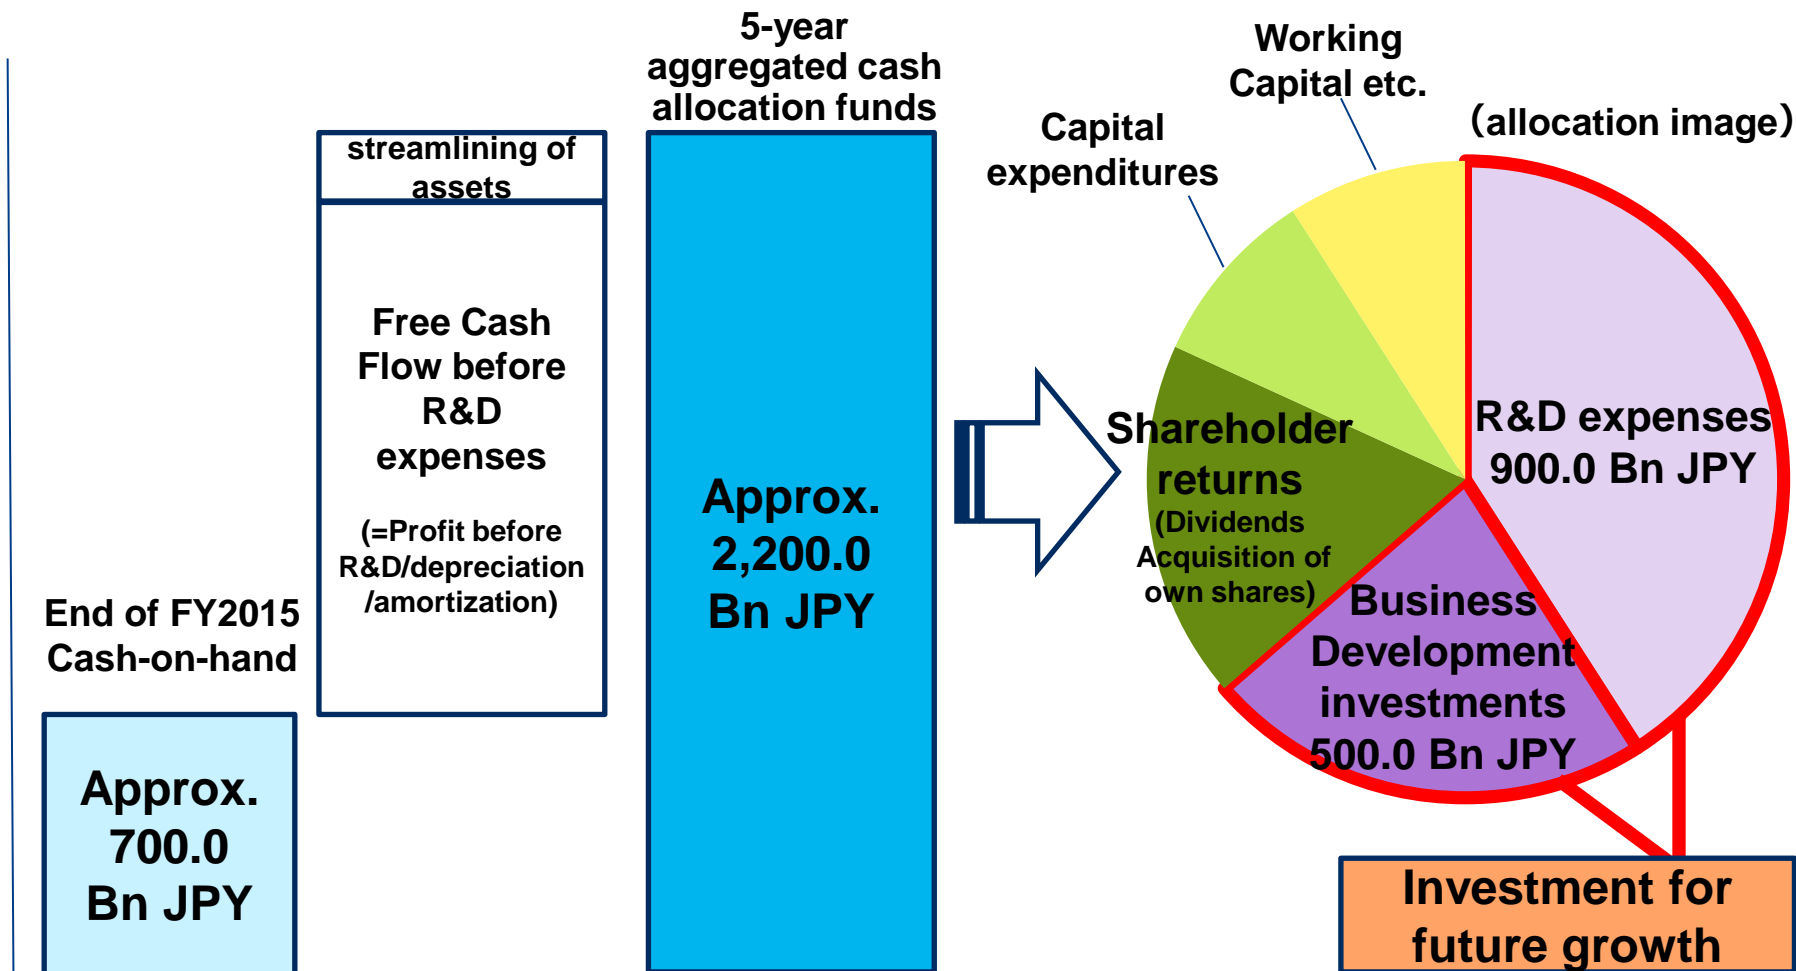 End of FY2015
Cash-on-hand
Approx.
700.0
Bn JPY
streamlining of
assets
Free Cash
Flow before
R&D
expenses
(=Profit before
R&D/depreciation
/amortization)
5-year
aggregated cash
allocation funds
Approx.
2,200.0
Bn JPY
(allocation image)
Working
Capital etc.
Capital
expenditures
Shareholder
returns
(Dividends
Acquisition of
own shares)
R&D expenses
900.0 Bn JPY
Business
Development
investments
500.0 Bn JPY
Investment for
future growth